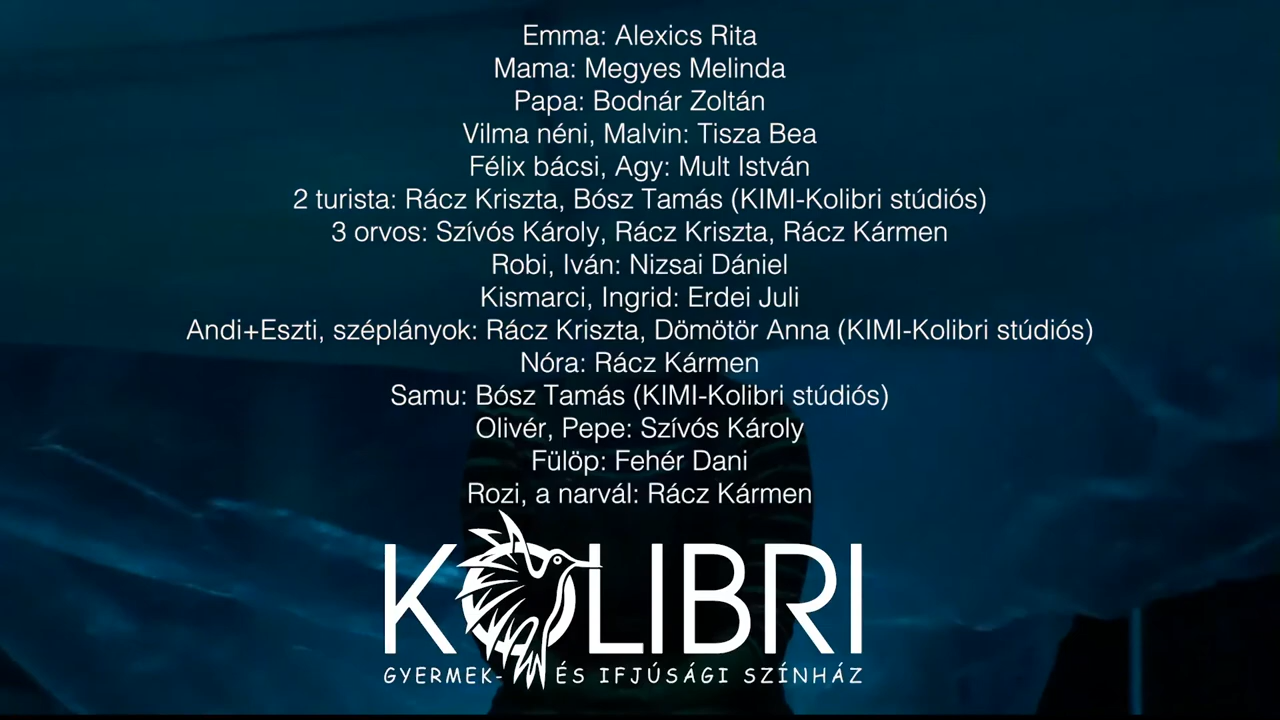 Emma: Alexics Rita
Mama: Megyes Melinda
Papa: Bodnár Zoltán
Vilma néni, Malvin: Tisza Bea
Félix bácsi, Agy: Mult István
2 turista: Rácz Kriszta, Bósz Tamás (KIMI-Kolibri stúdiós)
3 orvos: Szívós Károly, Rácz Kriszta, Rácz Kármen
Robi, Iván: Nizsai Dániel
Kismarci, Ingrid: Erdei Juli
Andi+Eszti, széplányok: Rácz Kriszta, Dömötör Anna (KIMI-Kolibri stúdiós)
Nóra: Rácz Kármen
Samu: Bósz Tamás (KIMI-Kolibri stúdiós)
Olivér, Pepe: Szívós Károly
Fülöp: Fehér Dani
Rozi, a narvál: Rácz Kármen
KOLIBRI
GYERMEK- ÉS IFJÚSÁGI SZÍNHÁZ